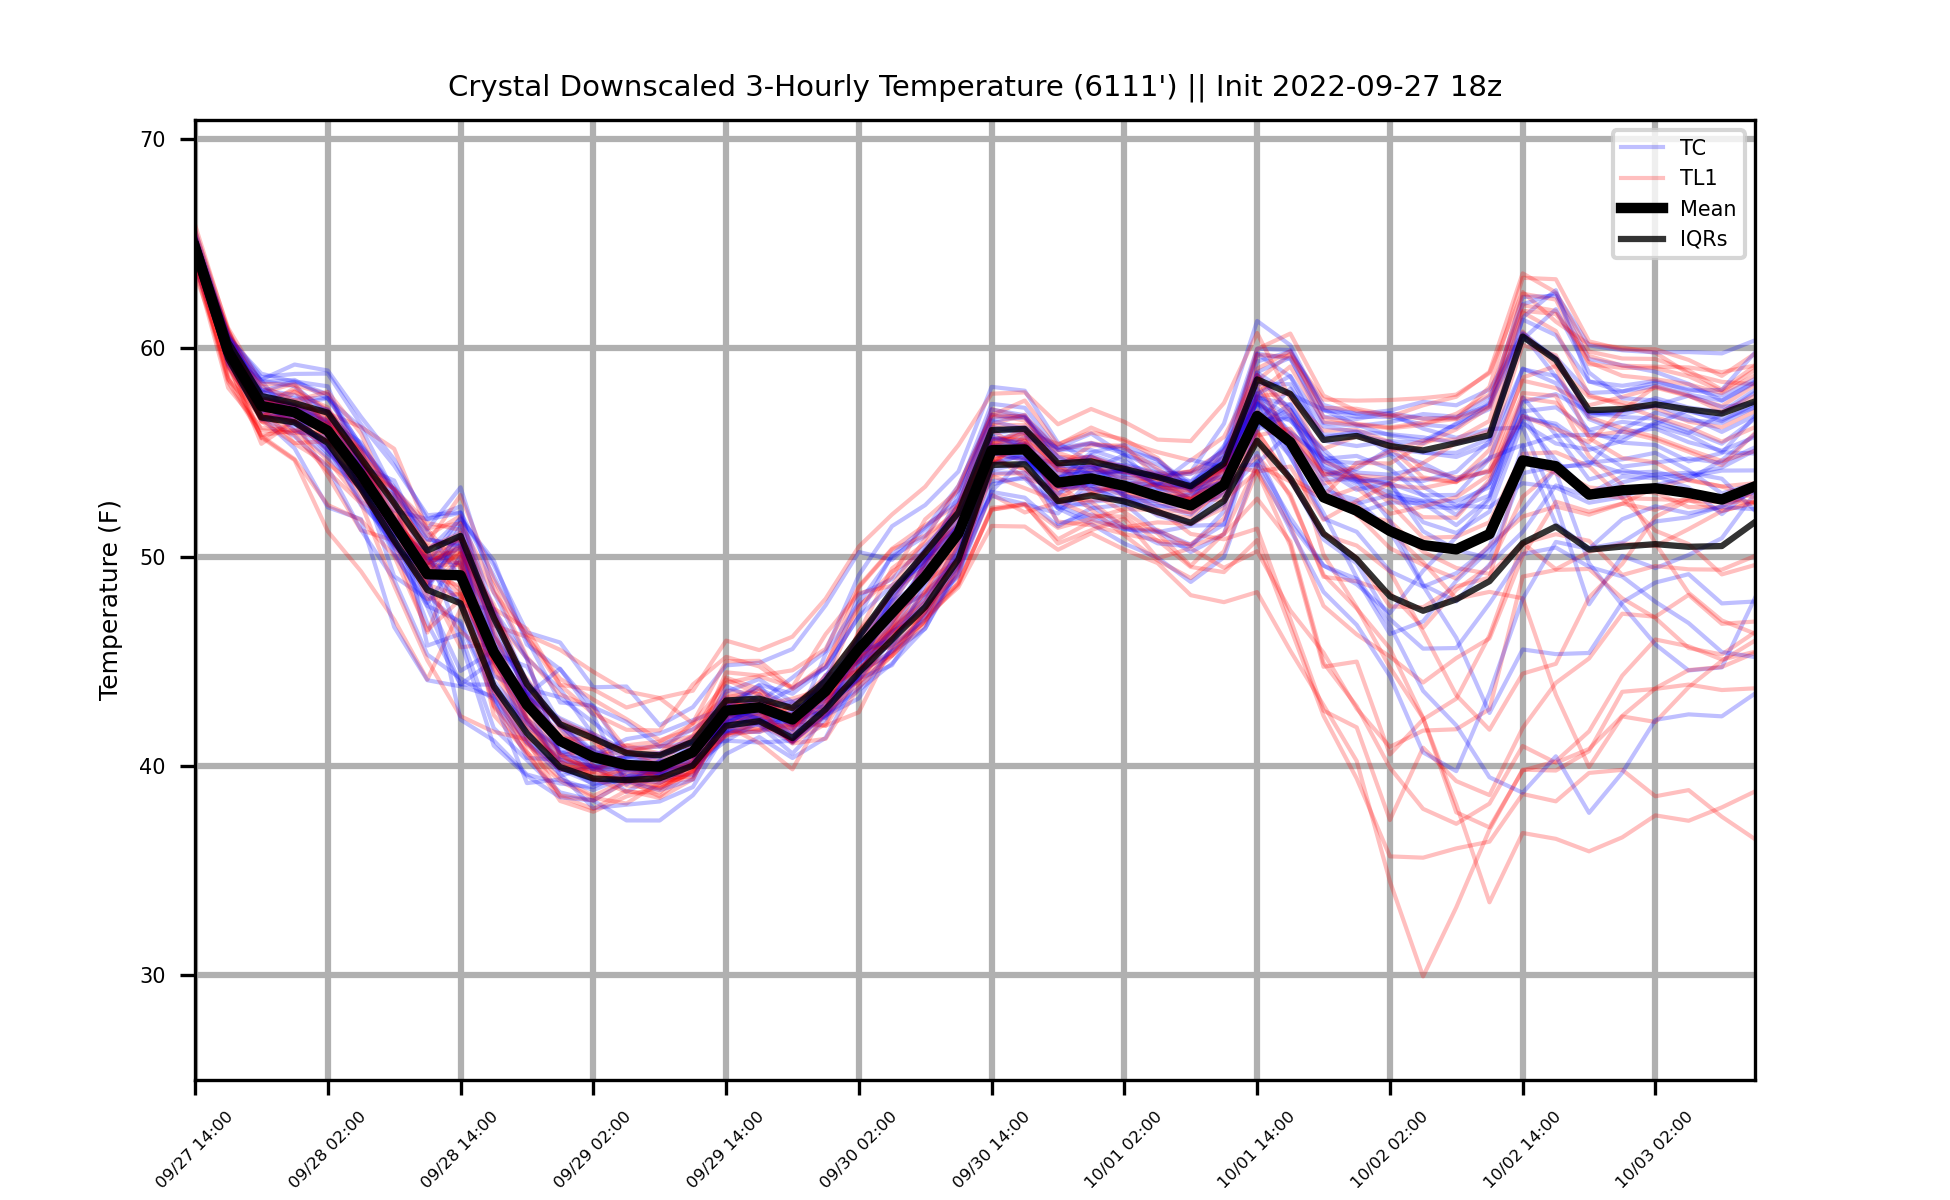 Crystal Downscaled 3-Hourly Temperature (6111') || Init 2022-09-27 18z
TC
TL1
Mean
IQRs
Temperature (F)
70
60
50
40
30
09/27 14:00
09/28 02:00
09/28 14:00
09/29 02:00
09/29 14:00
09/30 02:00
09/30 14:00
10/01 02:00
10/01 14:00
10/02 02:00
10/02 14:00
10/03 02:00